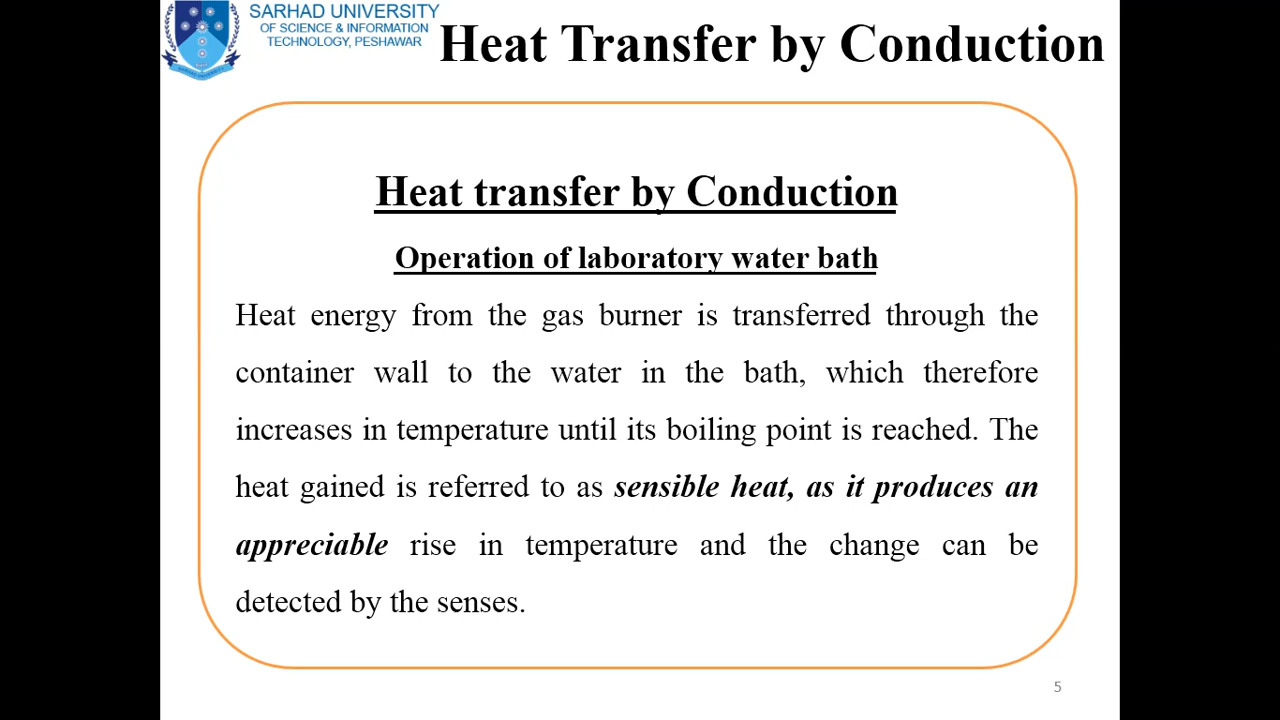 SARHAD UNIVERSITY
OF SCIENCE & INFORMATION
TECHNOLOGY, PESHAWAR
Heat Transfer by Conduction
Heat transfer by Conduction
Operation of laboratory water bath
Heat energy from the gas burner is transferred through the
container wall to the water in the bath, which therefore
increases in temperature until its boiling point is reached. The
heat gained is referred to as sensible heat, as it produces an
appreciable rise in temperature and the change can be
detected by the senses.
5